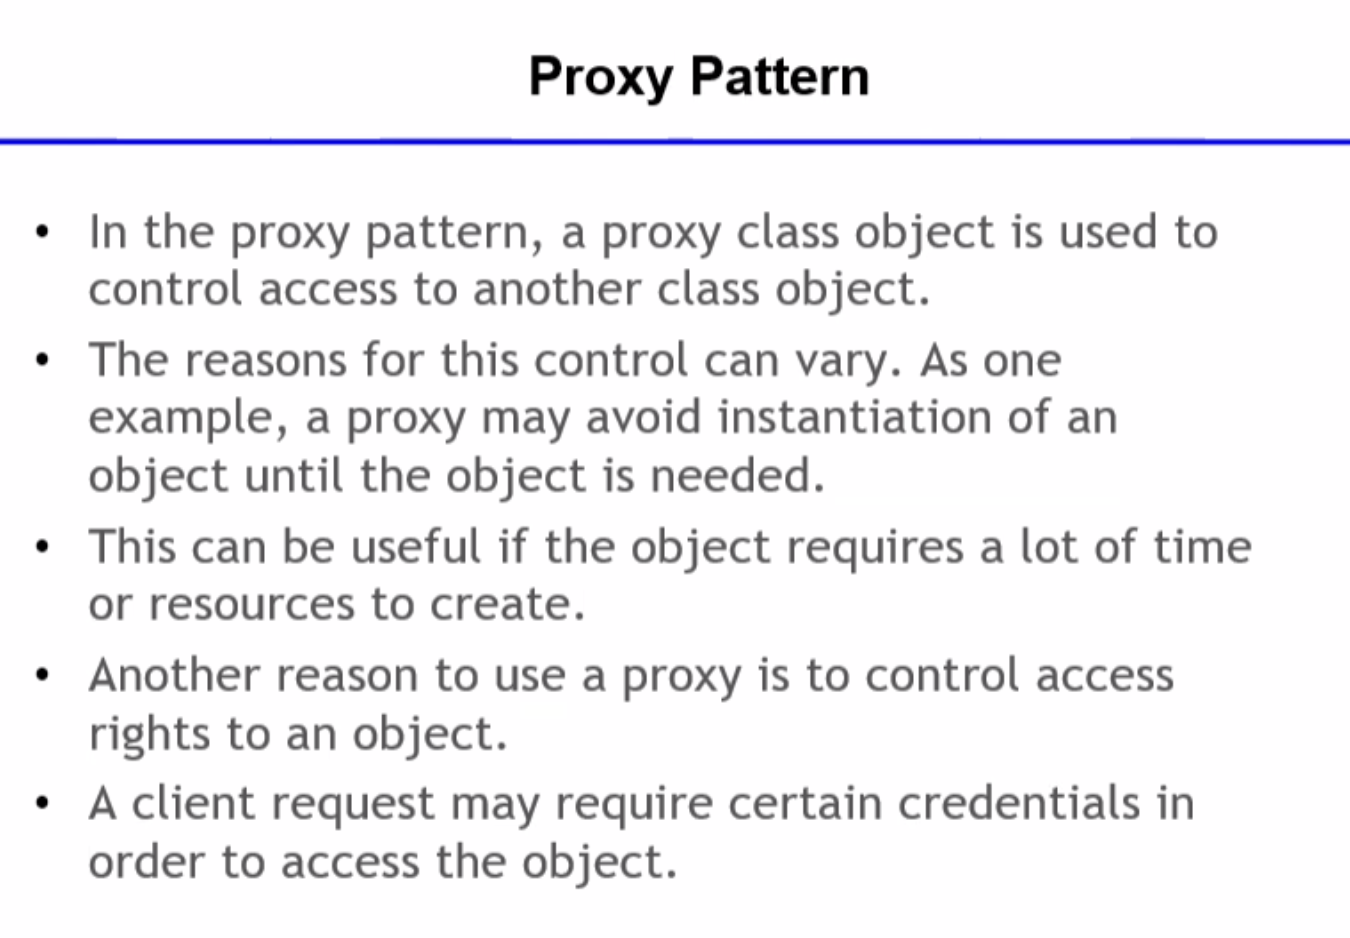 Proxy Pattern
• In the proxy pattern, a proxy class object is used to
control access to another class object.
• The reasons for this control can vary. As one
example, a proxy may avoid instantiation of an
object until the object is needed.
• This can be useful if the object requires a lot of time
or resources to create.
• Another reason to use a proxy is to control access
rights to an object.
• A client request may require certain credentials in
order to access the object.